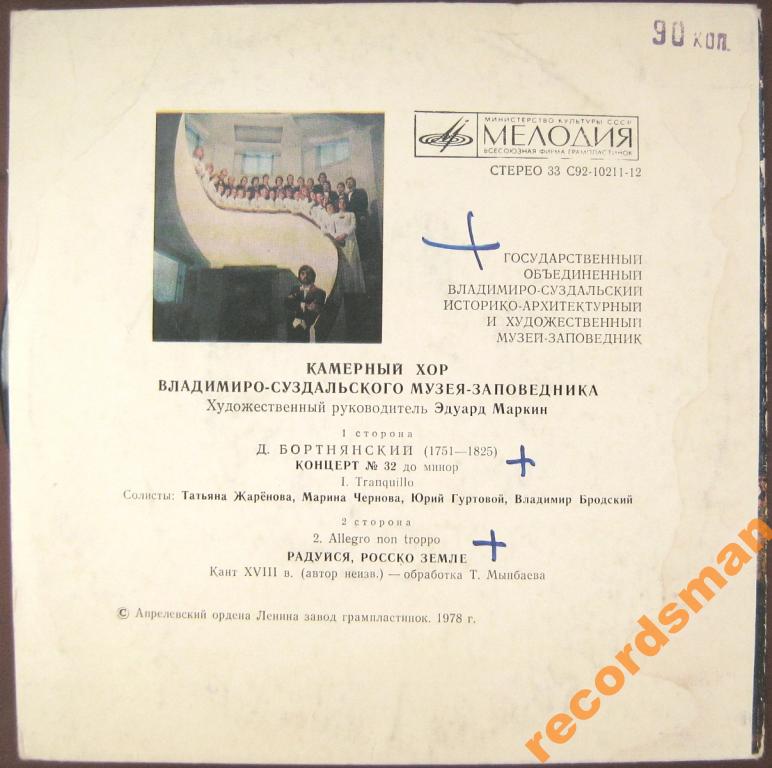 90 коп.
МИНИСТЕРСТВО КУЛЬТУРЫ СССР
МЕЛОДИЯ
ВСЕСОЮЗНАЯ ФИРМА ГРАМПЛАСТИНОК
СТЕРЕО 33 С92-10211-12
ГОСУДАРСТВЕННЫЙ
ОБЪЕДИНЕННЫЙ
ВЛАДИМИРО-СУЗДАЛЬСКИЙ
ИСТОРИКО-АРХИТЕКТУРНЫЙ
И ХУДОЖЕСТВЕННЫЙ
МУЗЕЙ-ЗАПОВЕДНИК
КАМЕРНЫЙ ХОР
ВЛАДИМИРО-СУЗДАЛЬСКОГО МУЗЕЯ-ЗАПОВЕДНИКА
Художественный руководитель Эдуард Маркин
1 сторона
Д. БОРТНЯНСКИЙ (1751—1825)
КОНЦЕРТ № 32 до минор
I. Tranquillo
Солисты: Татьяна Жарёнова, Марина Чернова, Юрий Гуртовой, Владимир Бродский
2 сторона
2. Allegro non troppo
РАДУЙСЯ, РОССКО ЗЕМЛЕ
Кант XVIII в. (автор неизв.) — обработка Т. Мынбаева
© Апрелевский ордена Ленина завод грампластинок. 1978 г.
recordsman